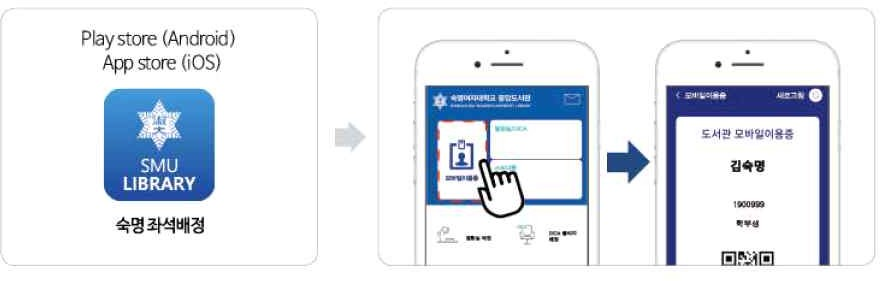 Play store (Android)
App store (iOS)
淑大
SMU
LIBRARY
숙명 좌석배정
숙명여자대학교 중앙도서관
모바일이용증
모바일이용증
새로고침
도서관 모바일이용증
김숙명
1900999
학부생